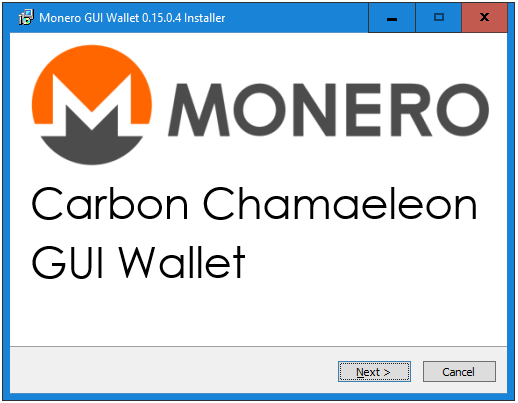 Monero GUI Wallet 0.15.0.4 Installer
MONERO
Carbon Chamaeleon
GUI Wallet
Next >
Cancel